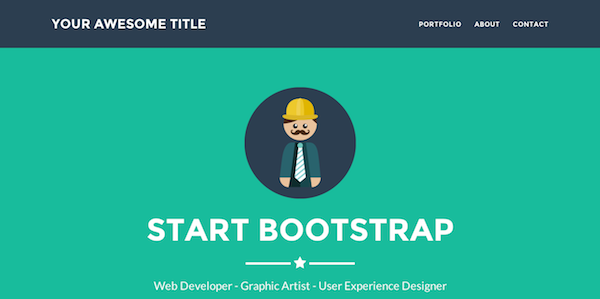 YOUR AWESOME TITLE
PORTFOLIO ABOUT CONTACT
START BOOTSTRAP
Web Developer - Graphic Artist - User Experience Designer